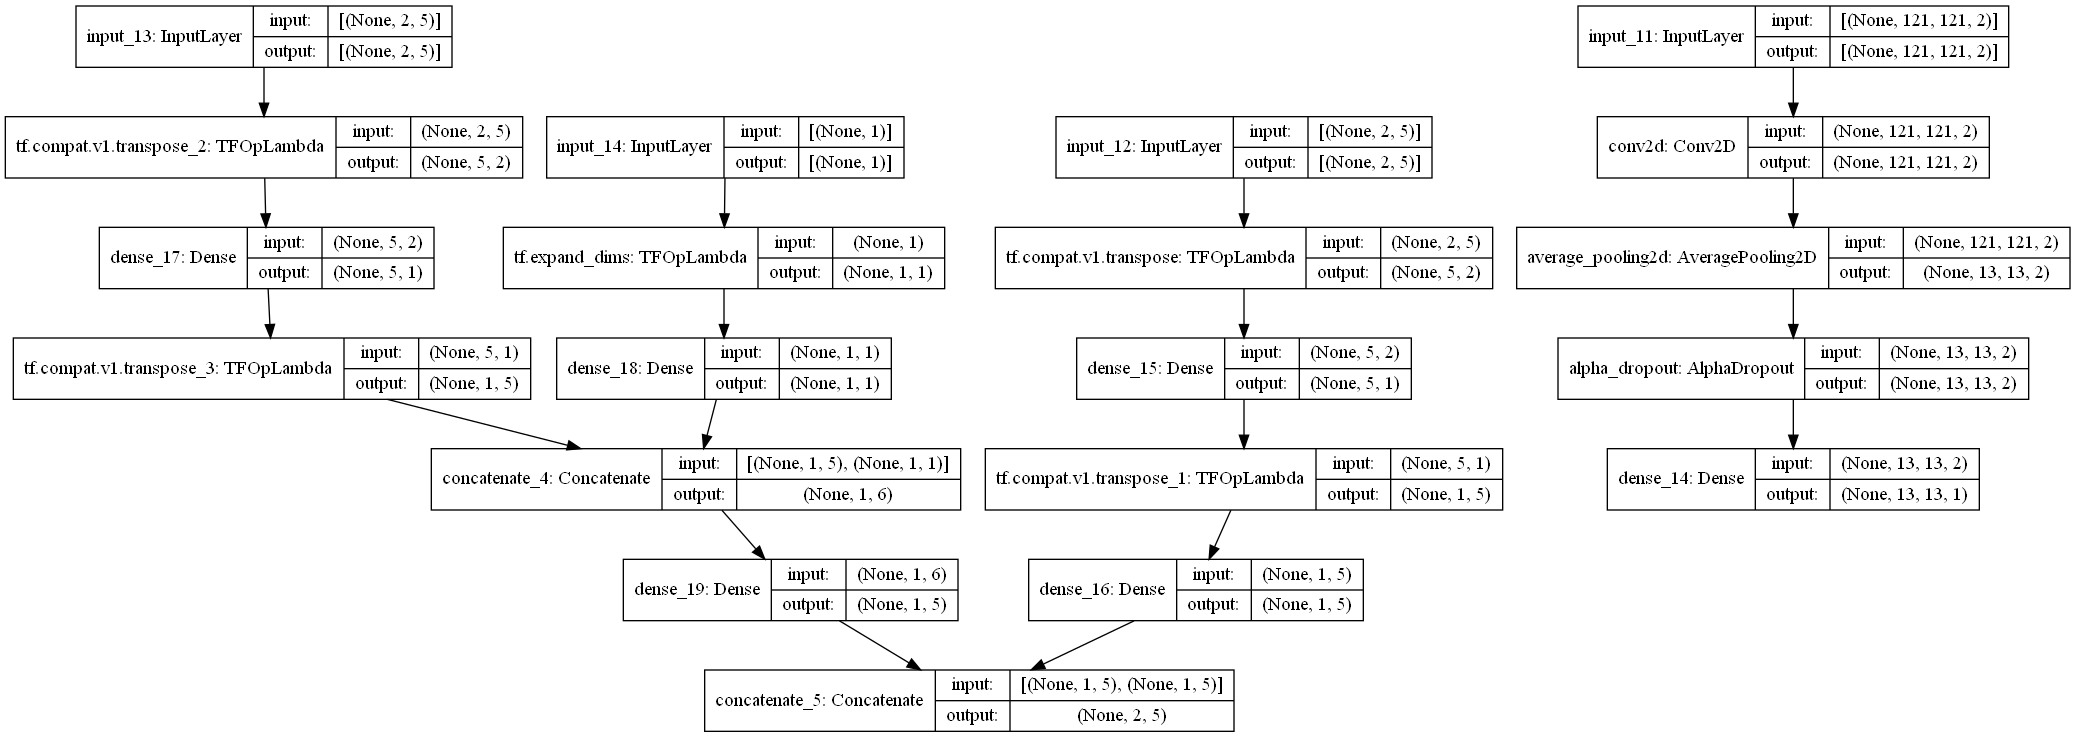 input_13: InputLayer
input:
[(None, 2, 5)]
output:
[(None, 2, 5)]
input_11: InputLayer
input:
[(None, 121, 121, 2)]
output:
[(None, 121, 121, 2)]
tf.compat.v1.transpose_2: TFOpLambda
input:
(None, 2, 5)
output:
(None, 5, 2)
input_14: InputLayer
input:
[(None, 1)]
output:
[(None, 1)]
input_12: InputLayer
input:
[(None, 2, 5)]
output:
[(None, 2, 5)]
conv2d: Conv2D
input:
(None, 121, 121, 2)
output:
(None, 121, 121, 2)
dense_17: Dense
input:
(None, 5, 2)
output:
(None, 5, 1)
tf.expand_dims: TFOpLambda
input:
(None, 1)
output:
(None, 1, 1)
tf.compat.v1.transpose: TFOpLambda
input:
(None, 2, 5)
output:
(None, 5, 2)
average_pooling2d: AveragePooling2D
input:
(None, 121, 121, 2)
output:
(None, 13, 13, 2)
tf.compat.v1.transpose_3: TFOpLambda
input:
(None, 5, 1)
output:
(None, 1, 5)
dense_18: Dense
input:
(None, 1, 1)
output:
(None, 1, 1)
dense_15: Dense
input:
(None, 5, 2)
output:
(None, 5, 1)
alpha_dropout: AlphaDropout
input:
(None, 13, 13, 2)
output:
(None, 13, 13, 2)
concatenate_4: Concatenate
input:
[(None, 1, 5), (None, 1, 1)]
output:
(None, 1, 6)
tf.compat.v1.transpose_1: TFOpLambda
input:
(None, 5, 1)
output:
(None, 1, 5)
dense_14: Dense
input:
(None, 13, 13, 2)
output:
(None, 13, 13, 1)
dense_19: Dense
input:
(None, 1, 6)
output:
(None, 1, 5)
dense_16: Dense
input:
(None, 1, 5)
output:
(None, 1, 5)
concatenate_5: Concatenate
input:
[(None, 1, 5), (None, 1, 5)]
output:
(None, 2, 5)